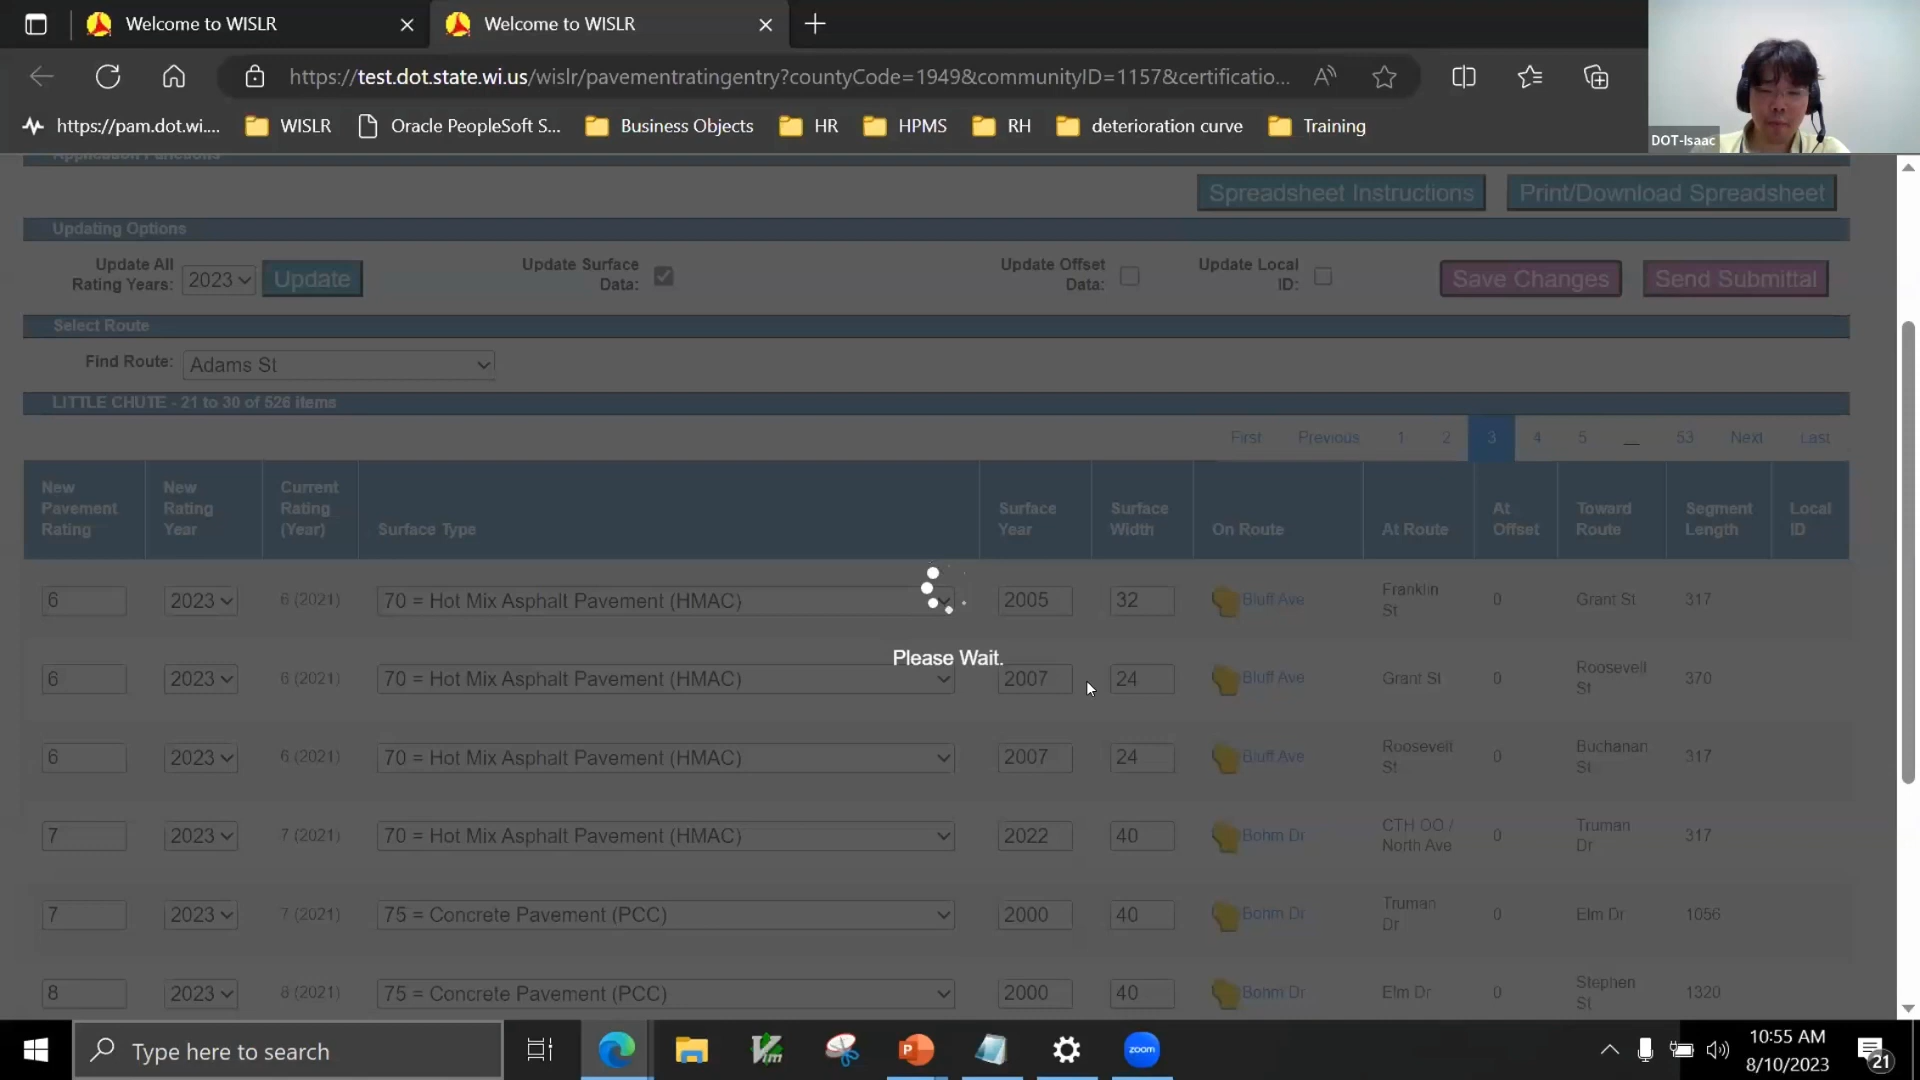 Welcome to WISLR
Welcome to WISLR
https://test.dot.state.wi.us/wislr/pavementratingentry?countyCode=1949&communityID=1157&certificatio...
https://pam.dot.wi....
WISLR
Oracle PeopleSoft S...
Business Objects
HR
HPMS
RH
deterioration curve
Training
DOT-Isaac
Application Functions
Spreadsheet Instructions
Print/Download Spreadsheet
Updating Options
Update All
Rating Years:
2023
Update
Update Surface
Data:
Update Offset
Data:
Update Local
ID:
Save Changes
Send Submittal
Select Route
Find Route:
Adams St
LITTLE CHUTE - 21 to 30 of 526 items
First Previous 1 2 3 4 5 __ 53 Next Last
New
Pavement
Rating
New
Rating
Year
Current
Rating
(Year)
Surface Type
Surface
Year
Surface
Width
On Route
At Route
At
Offset
Toward
Route
Segment
Length
Local
ID
6 2023 6 (2021) 70 = Hot Mix Asphalt Pavement (HMAC) 2005 32 Bluff Ave Franklin St 0 Grant St 317
Please Wait.
6 2023 6 (2021) 70 = Hot Mix Asphalt Pavement (HMAC) 2007 24 Bluff Ave Grant St 0 Roosevelt St 370
6 2023 6 (2021) 70 = Hot Mix Asphalt Pavement (HMAC) 2007 24 Bluff Ave Roosevelt St 0 Buchanan St 317
7 2023 7 (2021) 70 = Hot Mix Asphalt Pavement (HMAC) 2022 40 Bohm Dr CTH OO / North Ave 0 Truman Dr 317
7 2023 7 (2021) 75 = Concrete Pavement (PCC) 2000 40 Bohm Dr Truman Dr 0 Elm Dr 1056
8 2023 8 (2021) 75 = Concrete Pavement (PCC) 2000 40 Bohm Dr Elm Dr 0 Stephen St 1320
Type here to search
zoom
10:55 AM
8/10/2023
21